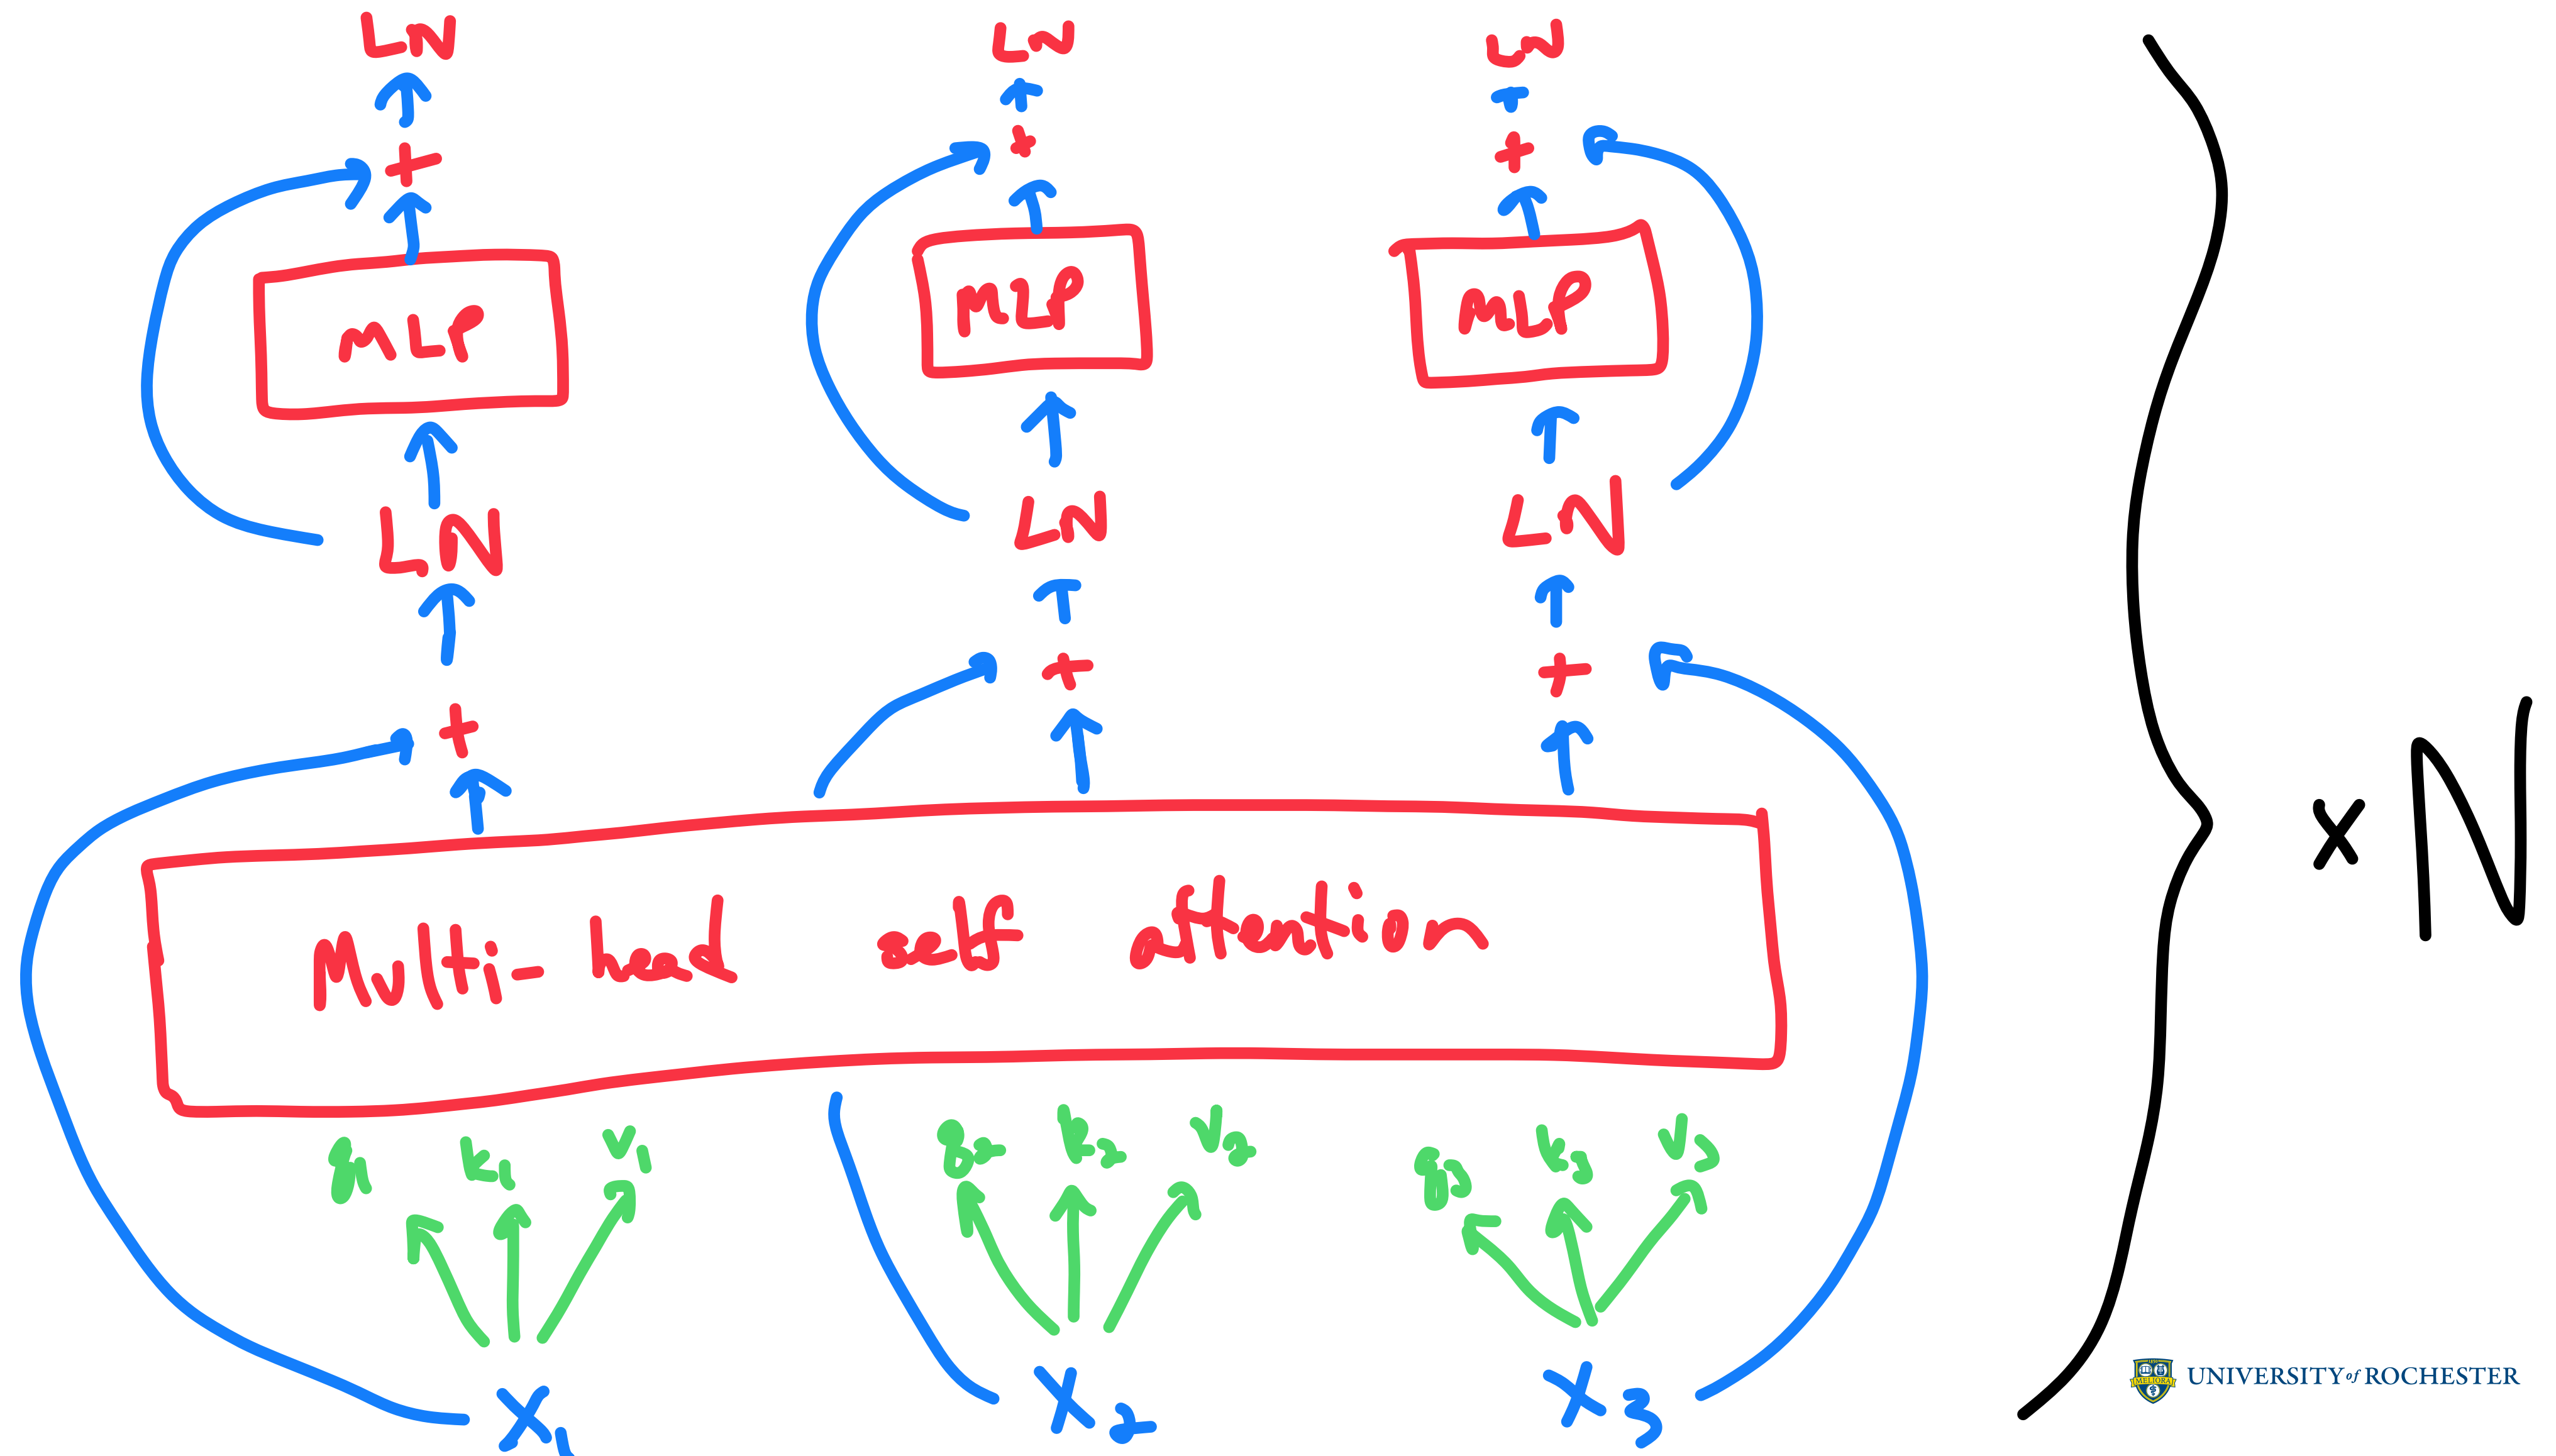 LN LN LN
+ + +
MLP MLP MLP
LN LN LN
+ + +
Multi-head self attention
q1 k1 v1 q2 k2 v2 q3 k3 v3
x1 x2 x3
x N
MELIORA
UNIVERSITY of ROCHESTER